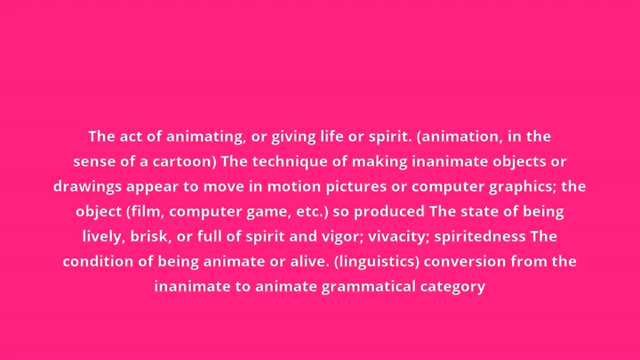 The act of animating, or giving life or spirit. (animation, in the
sense of a cartoon) The technique of making inanimate objects or
drawings appear to move in motion pictures or computer graphics; the
object (film, computer game, etc.) so produced The state of being
lively, brisk, or full of spirit and vigor; vivacity; spiritedness The
condition of being animate or alive. (linguistics) conversion from the
inanimate to animate grammatical category